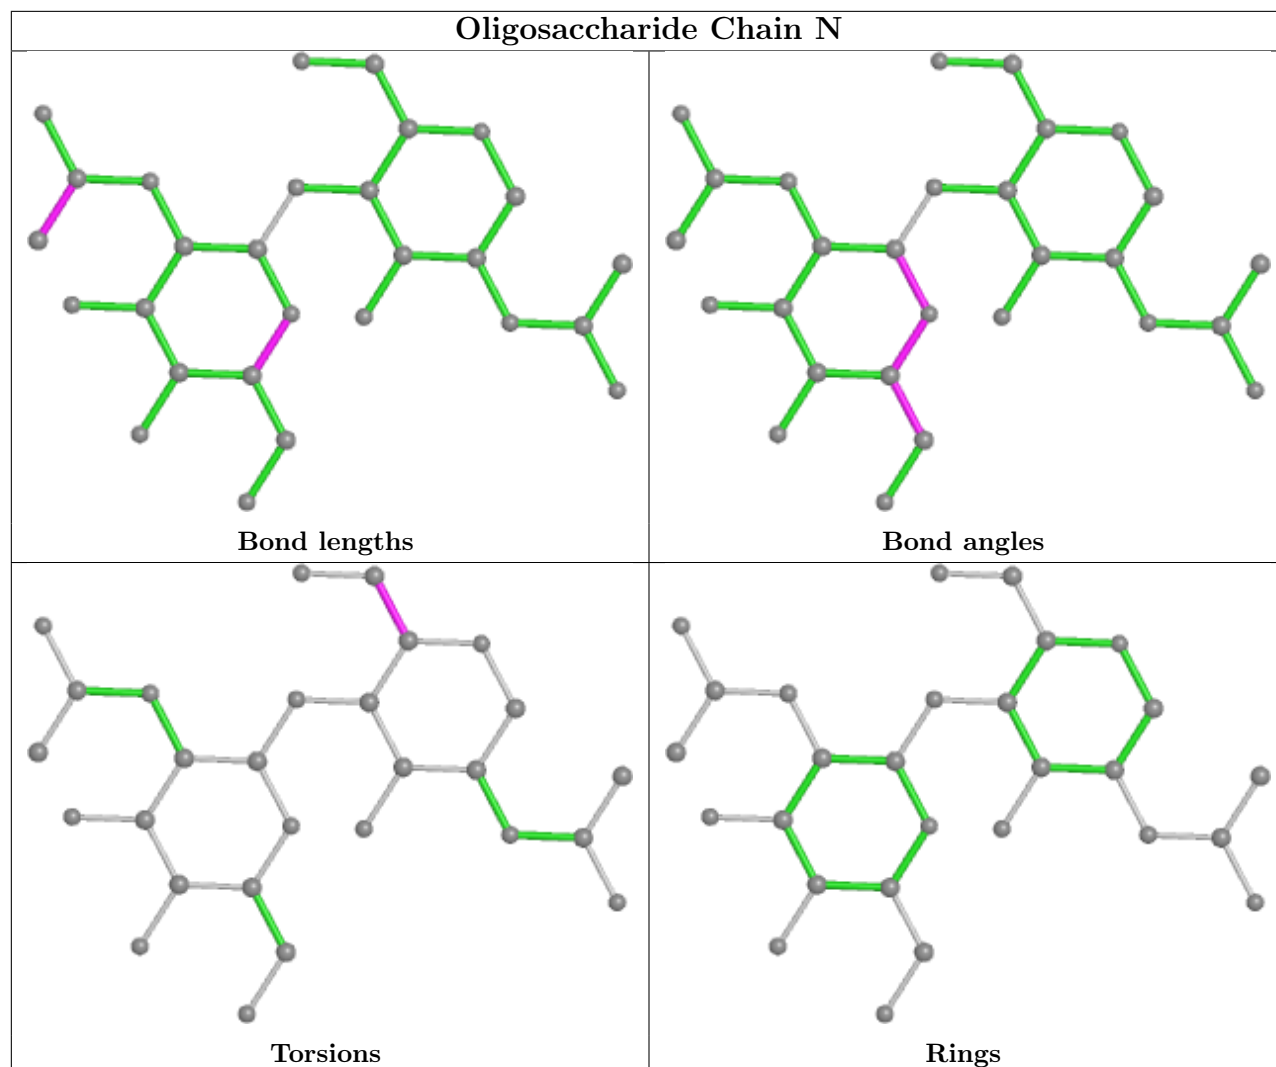 Oligosaccharide Chain N
Bond lengths
Bond angles
Torsions
Rings